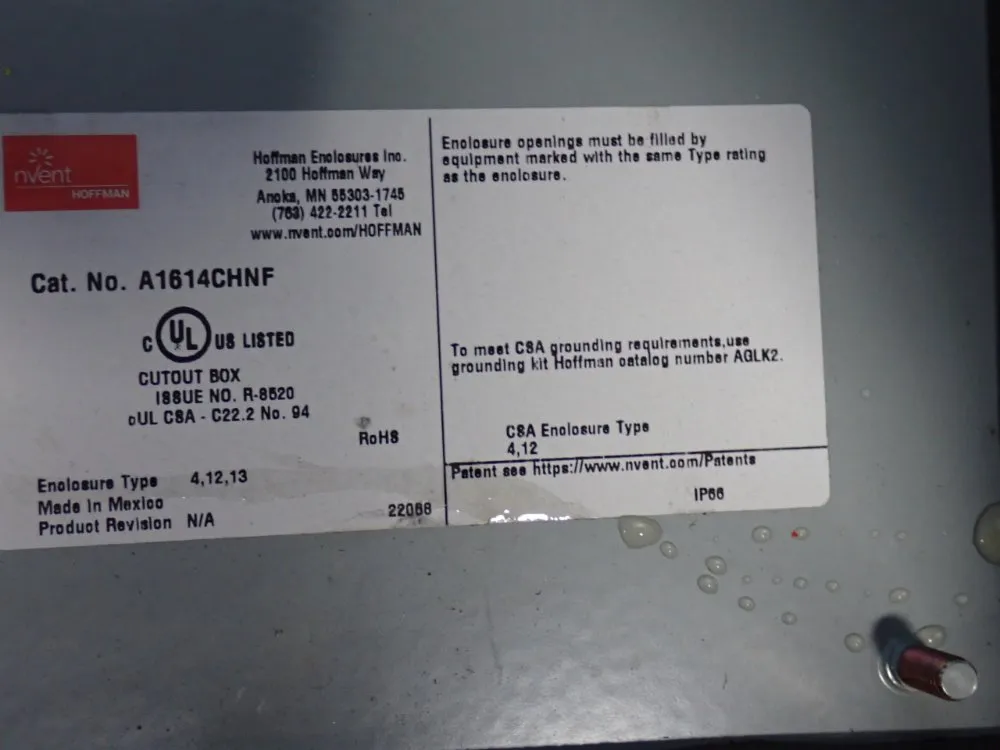 nvent
HOFFMAN
Hoffman Enclosures Inc.
2100 Hoffman Way
Anoka, MN 55303-1745
(763) 422-2211 Tel
www.nvent.com/HOFFMAN
Cat. No. A1614CHNF
C UL US LISTED
CUTOUT BOX
ISSUE NO. R-8520
cUL CSA - C22.2 No. 94
RoHS
Enclosure Type 4,12,13
Made In Mexico
Product Revision N/A
22058
Enclosure openings must be filled by
equipment marked with the same Type rating
as the enclosure.
To meet CSA grounding requirements,use
grounding kit Hoffman catalog number AGLK2.
CSA Enclosure Type
4,12
Patent see https://www.nvent.com/Patents
IP66